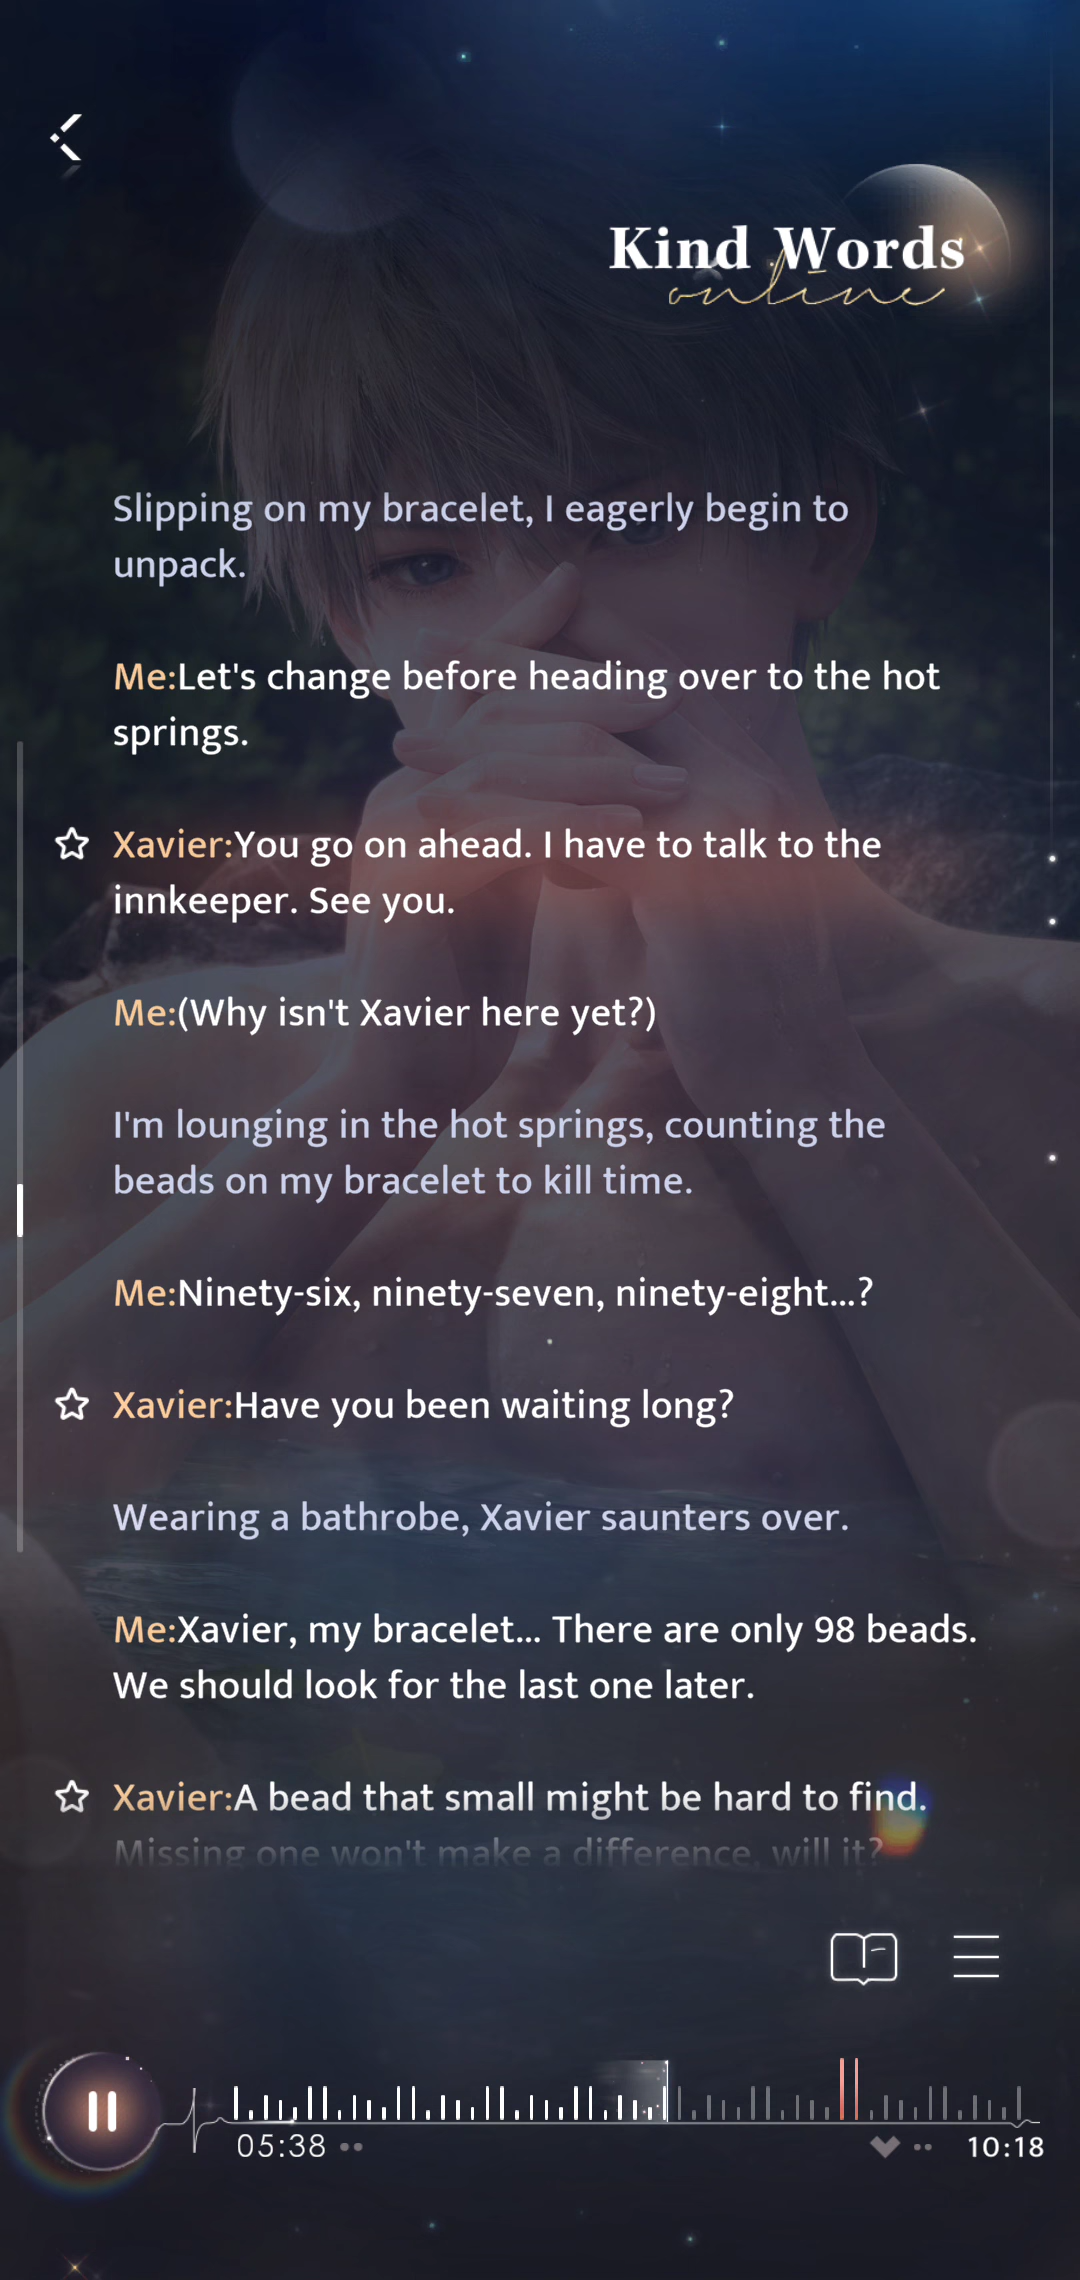 Kind Words
online
Slipping on my bracelet, I eagerly begin to
unpack.
Me:Let's change before heading over to the hot
springs.
Xavier:You go on ahead. I have to talk to the
innkeeper. See you.
Me:(Why isn't Xavier here yet?)
I'm lounging in the hot springs, counting the
beads on my bracelet to kill time.
Me:Ninety-six, ninety-seven, ninety-eight...?
Xavier:Have you been waiting long?
Wearing a bathrobe, Xavier saunters over.
Me:Xavier, my bracelet... There are only 98 beads.
We should look for the last one later.
Xavier:A bead that small might be hard to find.
Missing one won't make a difference, will it?
05:38
10:18